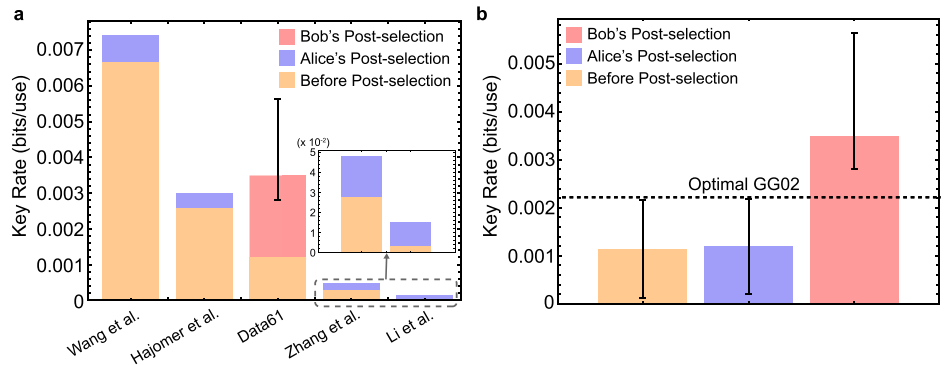 a
Key Rate (bits/use)
0.007
0.006
0.005
0.004
0.003
0.002
0.001
0
Bob's Post-selection
Alice's Post-selection
Before Post-selection
(x 10⁻²)
5
4
3
2
1
0
Wang et al.
Hajomer et al.
Data61
Zhang et al.
Li et al.
b
Key Rate (bits/use)
0.005
0.004
0.003
0.002
0.001
0
Bob's Post-selection
Alice's Post-selection
Before Post-selection
Optimal GG02